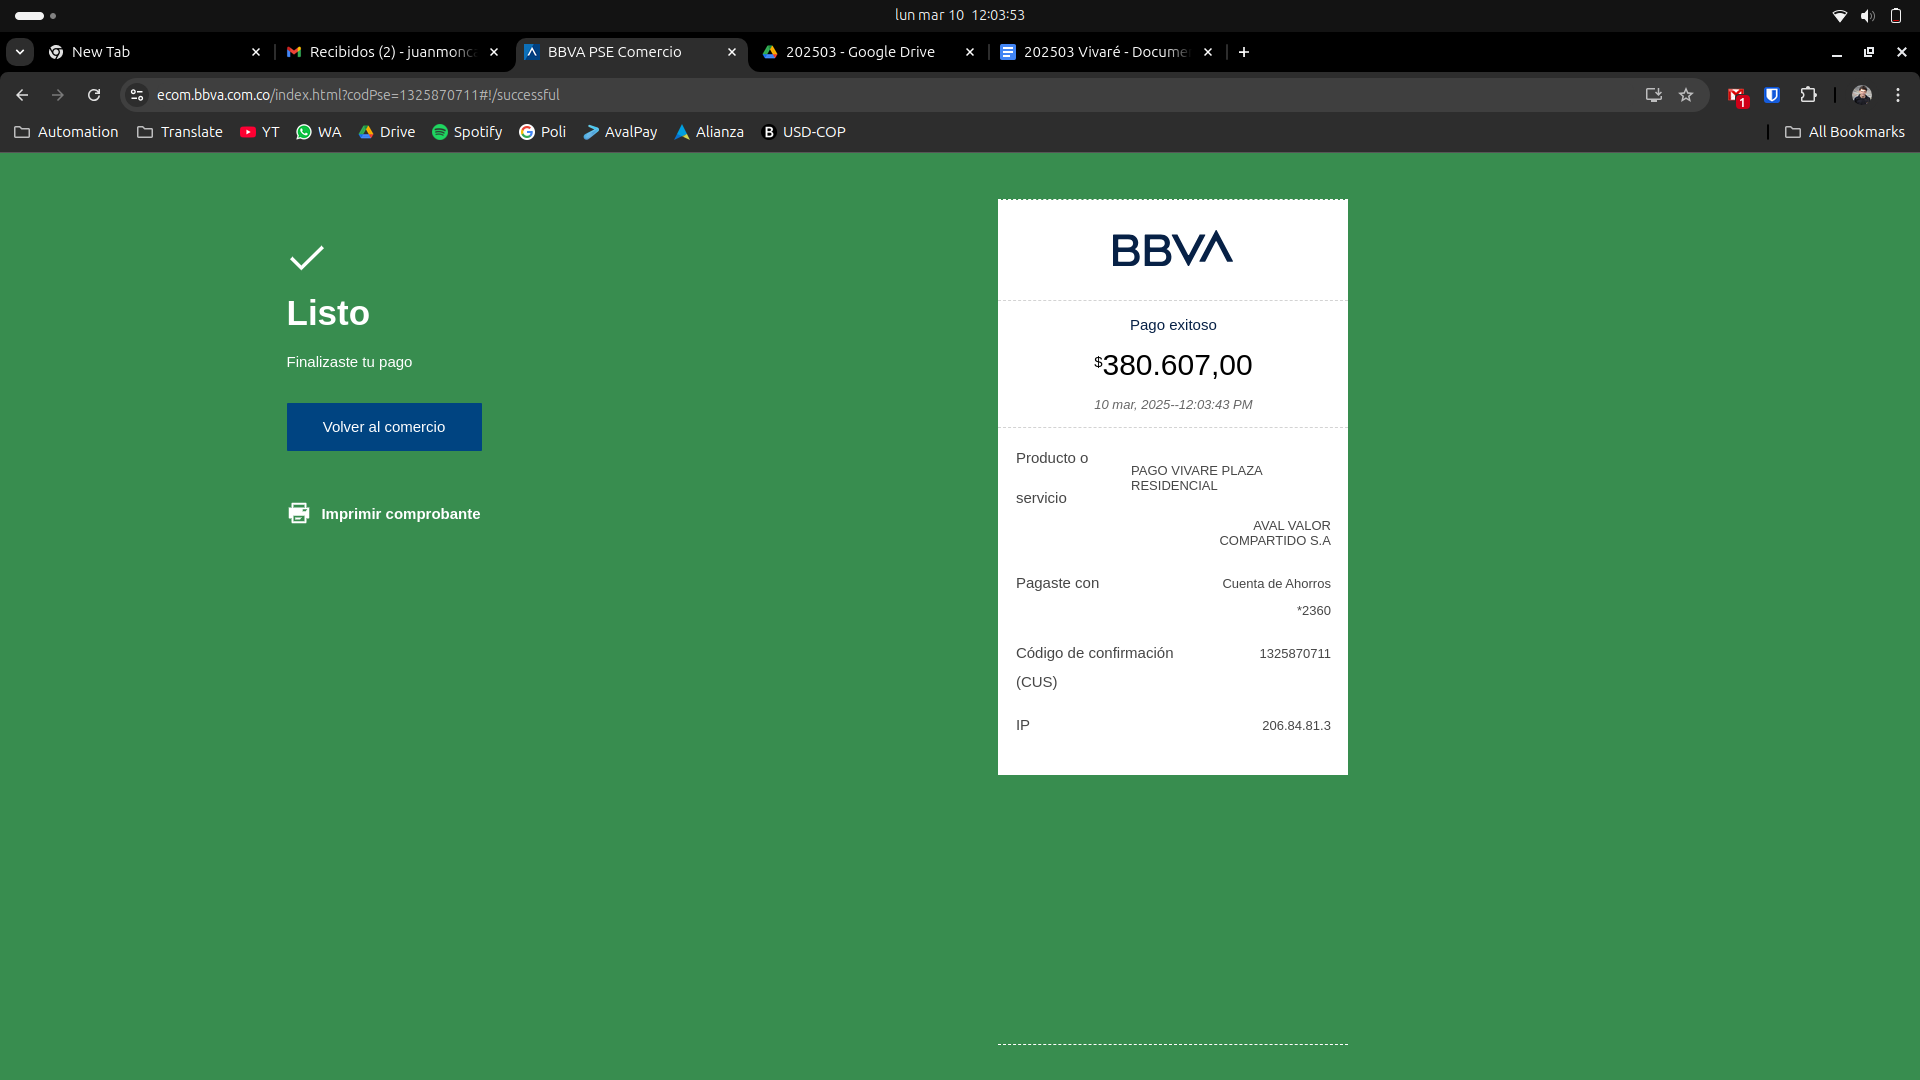 lun mar 10 12:03:53
New Tab
Recibidos (2) - juanmonca
BBVA PSE Comercio
202503 - Google Drive
202503 Vivaré - Documen
ecom.bbva.com.co/index.html?codPse=1325870711#!/successful
1
Automation
Translate
YT
WA
Drive
Spotify
Poli
AvalPay
Alianza
B USD-COP
All Bookmarks
Listo
Finalizaste tu pago
Volver al comercio
Imprimir comprobante
BBVA
Pago exitoso
$380.607,00
10 mar, 2025--12:03:43 PM
Producto o
servicio
PAGO VIVARE PLAZA
RESIDENCIAL
AVAL VALOR
COMPARTIDO S.A
Pagaste con
Cuenta de Ahorros
*2360
Código de confirmación
(CUS)
1325870711
IP
206.84.81.3